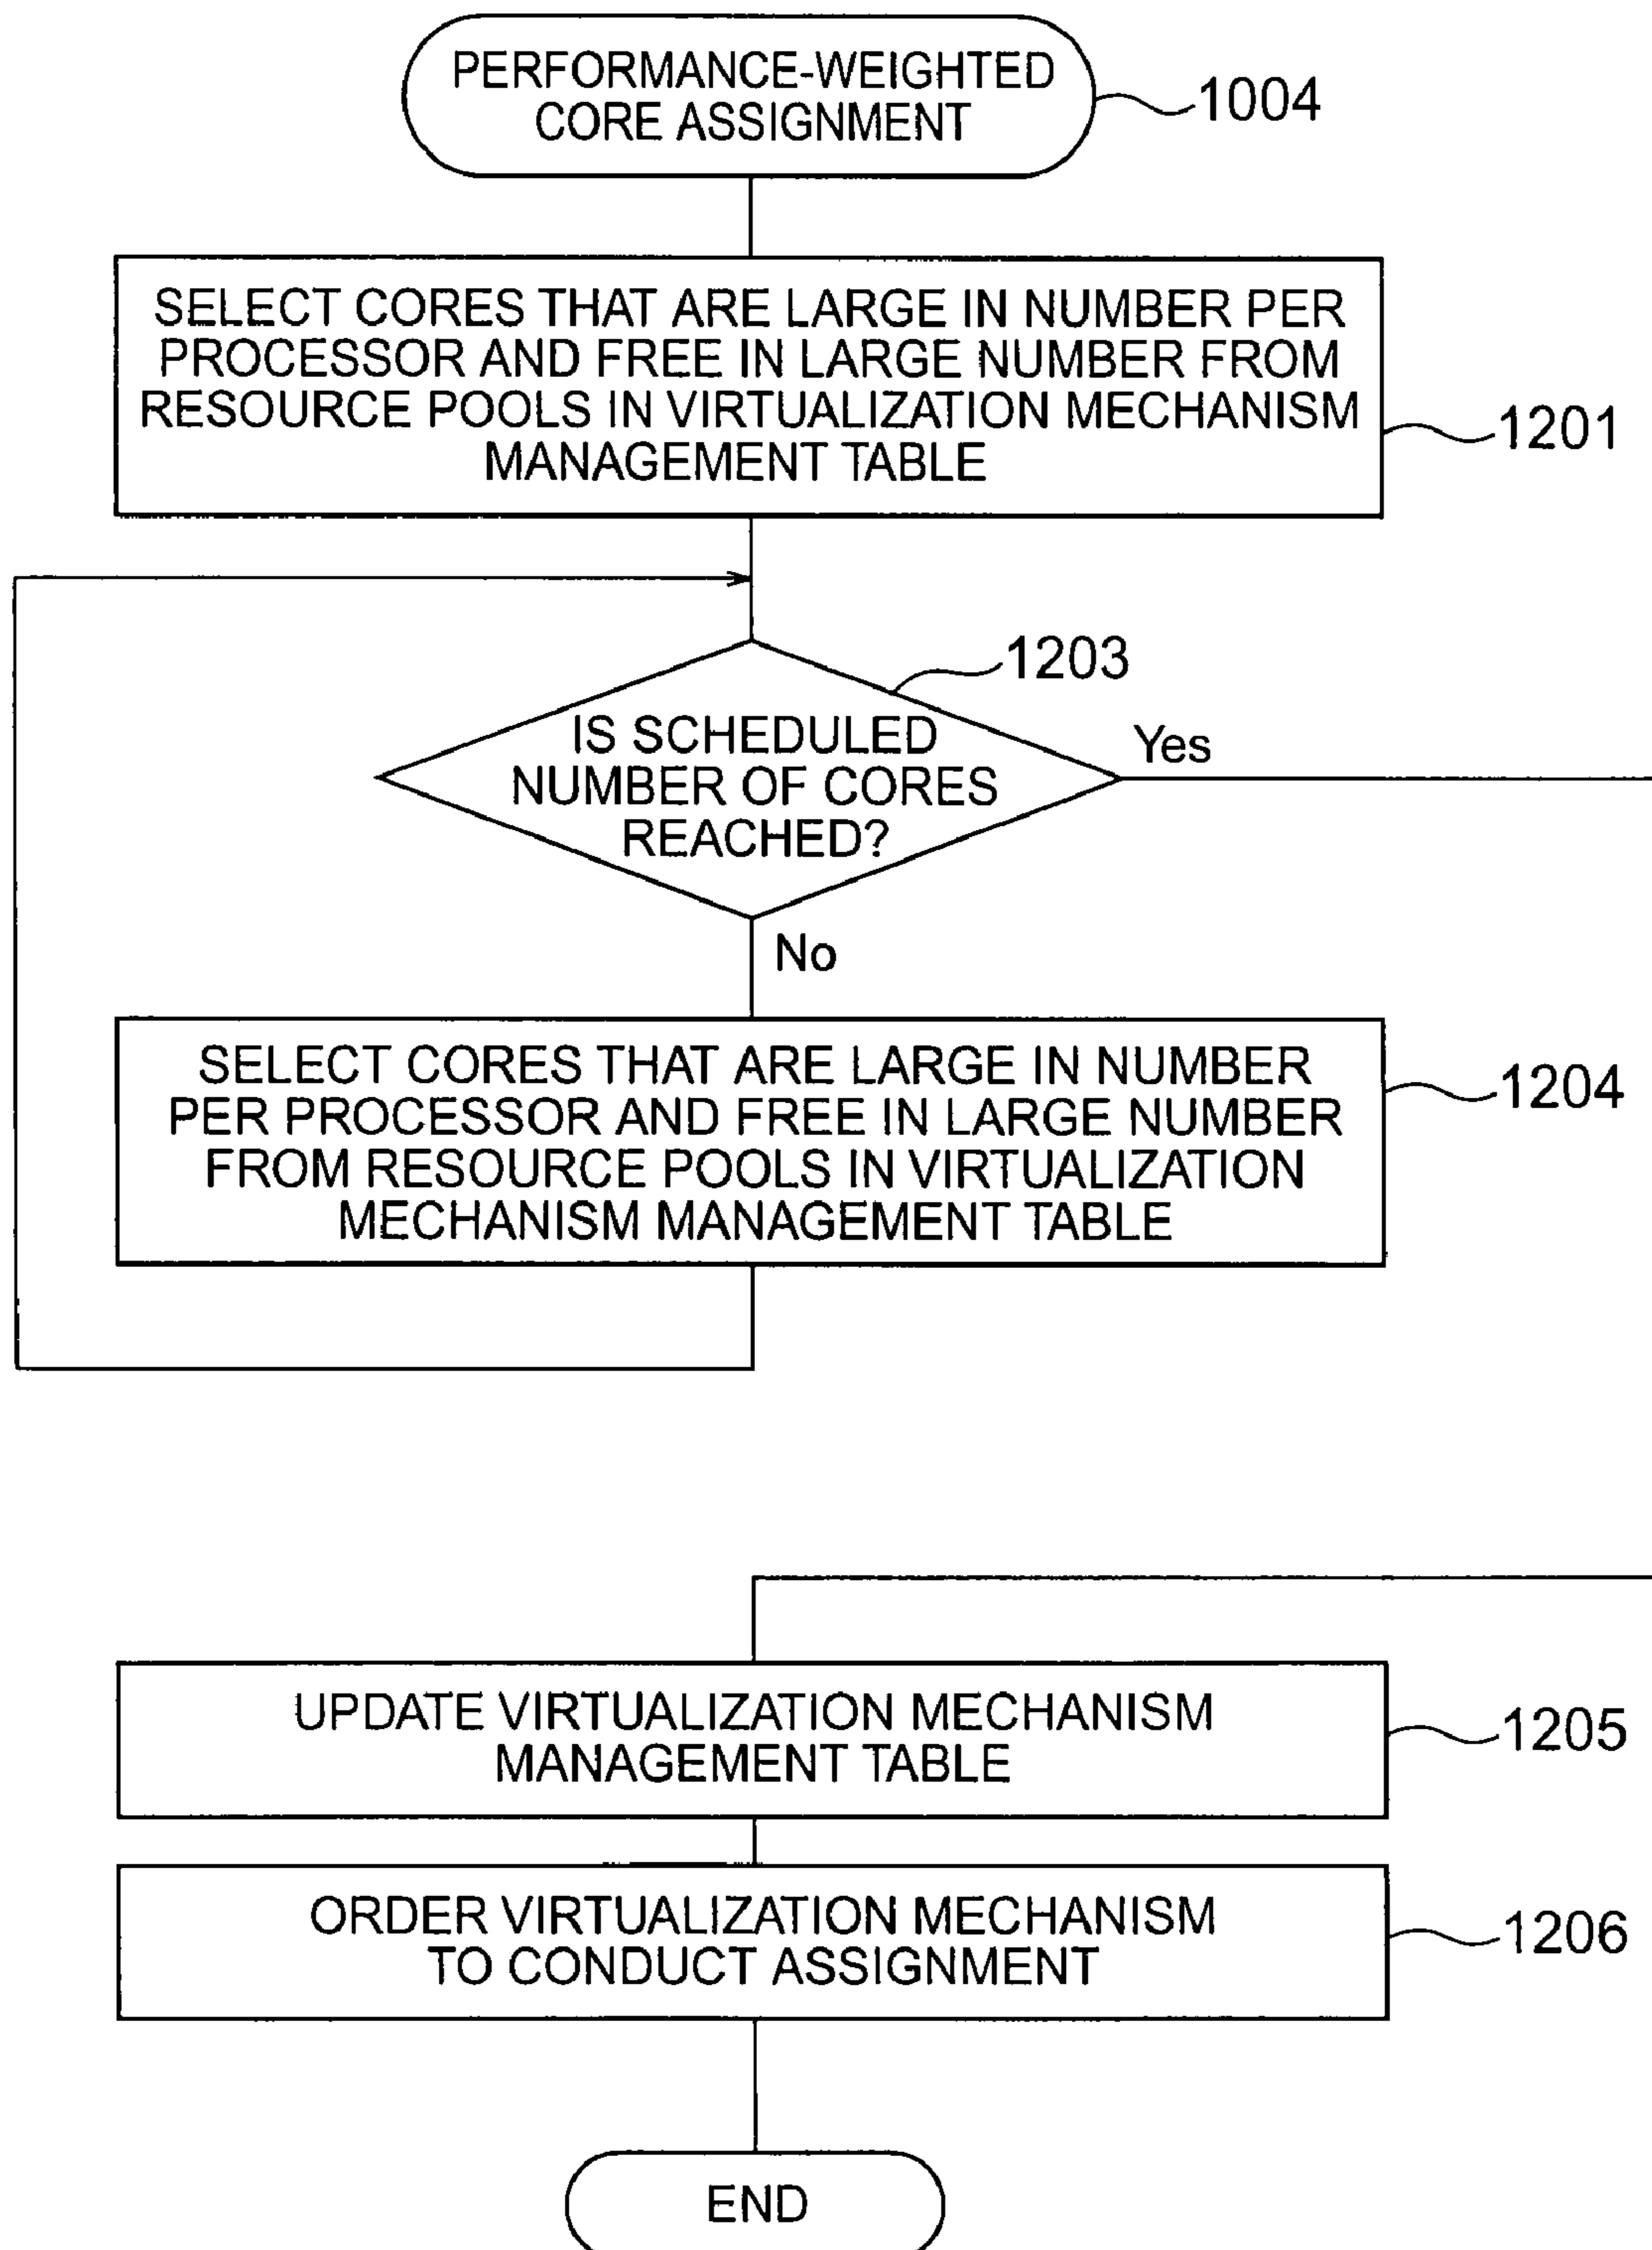 PERFORMANCE-WEIGHTED
CORE ASSIGNMENT
1004
SELECT CORES THAT ARE LARGE IN NUMBER PER
PROCESSOR AND FREE IN LARGE NUMBER FROM
RESOURCE POOLS IN VIRTUALIZATION MECHANISM
MANAGEMENT TABLE
1201
1203
IS SCHEDULED
NUMBER OF CORES
REACHED?
Yes
No
SELECT CORES THAT ARE LARGE IN NUMBER
PER PROCESSOR AND FREE IN LARGE NUMBER
FROM RESOURCE POOLS IN VIRTUALIZATION
MECHANISM MANAGEMENT TABLE
1204
UPDATE VIRTUALIZATION MECHANISM
MANAGEMENT TABLE
1205
ORDER VIRTUALIZATION MECHANISM
TO CONDUCT ASSIGNMENT
1206
END